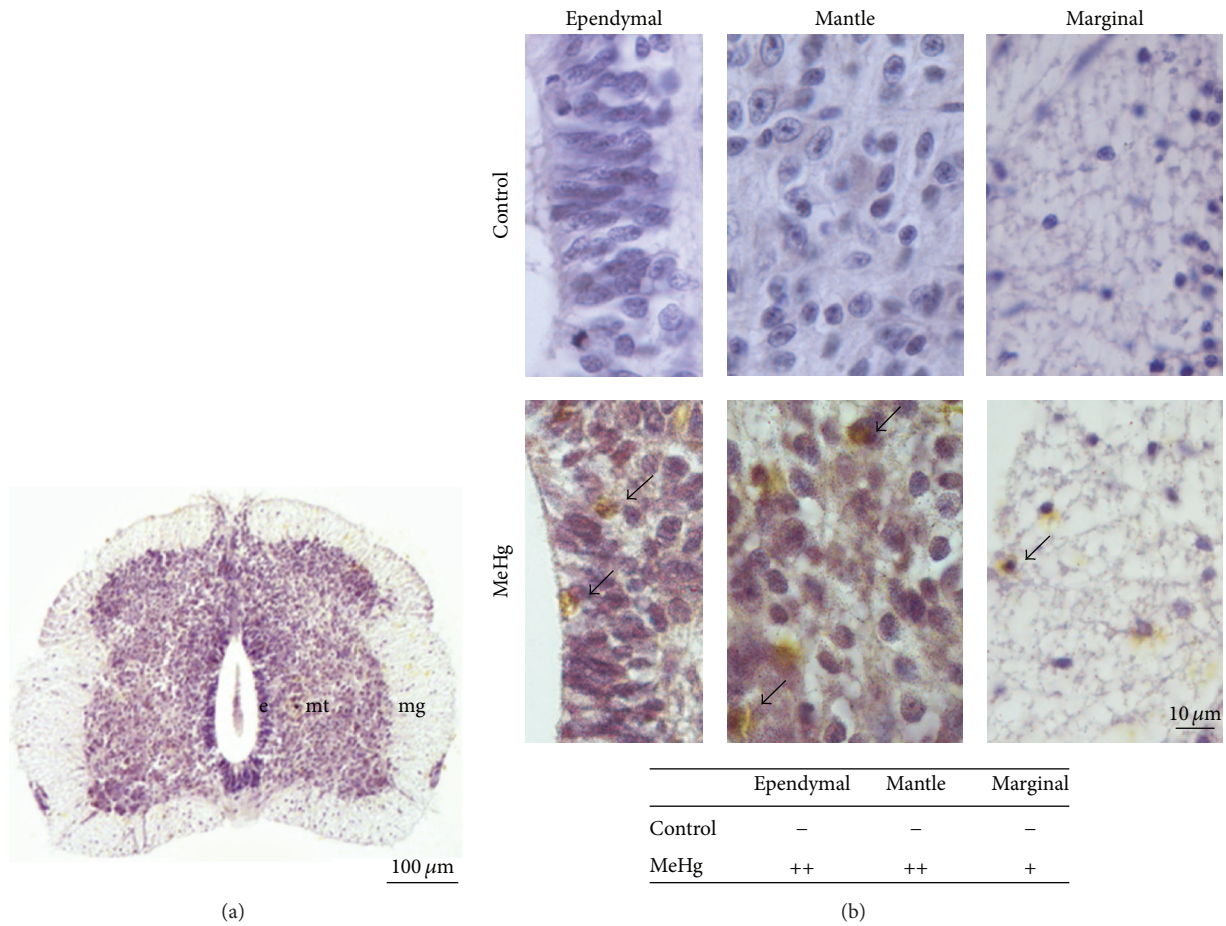 Ependymal Mantle Marginal
Control
MeHg
e mt mg
100 µm
10 µm
Ependymal Mantle Marginal
Control − − −
MeHg ++ ++ +
(a) (b)